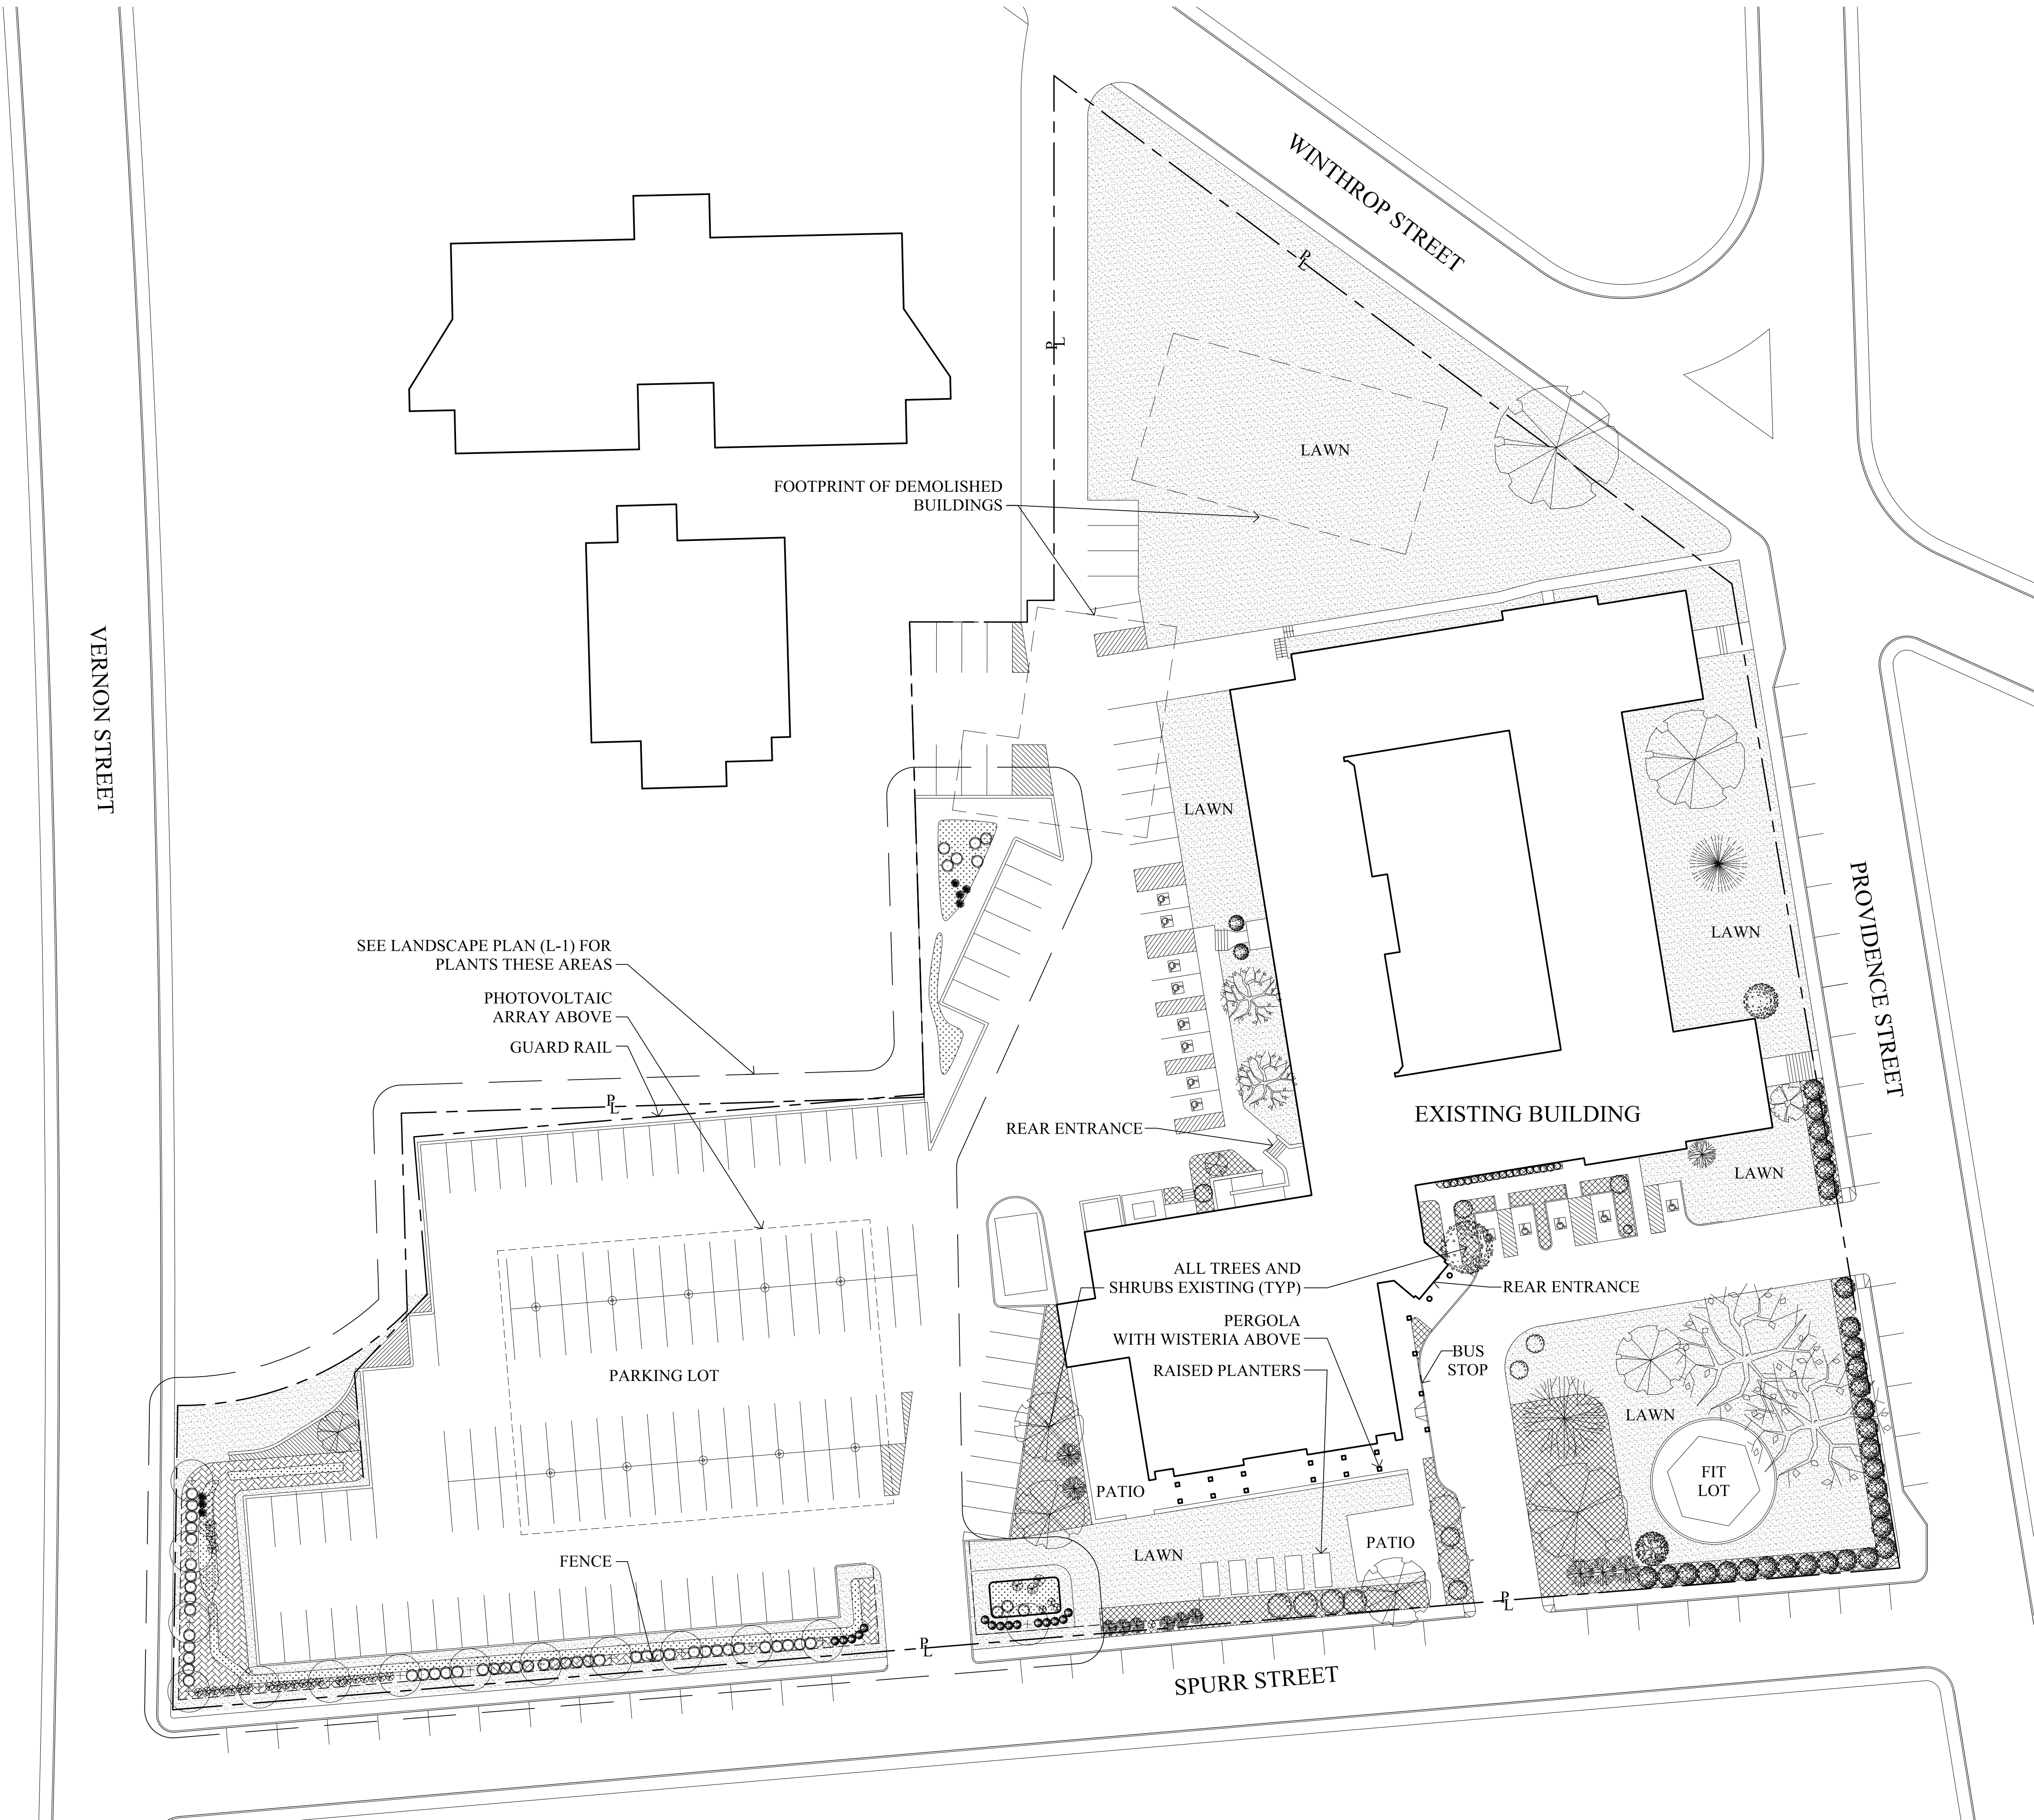 WINTHROP STREET
P
L
P
L
LAWN
FOOTPRINT OF DEMOLISHED
BUILDINGS
VERNON STREET
LAWN
PROVIDENCE STREET
LAWN
SEE LANDSCAPE PLAN (L-1) FOR
PLANTS THESE AREAS
PHOTOVOLTAIC
ARRAY ABOVE
GUARD RAIL
P
L
EXISTING BUILDING
REAR ENTRANCE
LAWN
ALL TREES AND
SHRUBS EXISTING (TYP)
REAR ENTRANCE
PERGOLA
WITH WISTERIA ABOVE
BUS
STOP
RAISED PLANTERS
PARKING LOT
LAWN
FIT
LOT
PATIO
PATIO
LAWN
FENCE
P
L
P
L
SPURR STREET